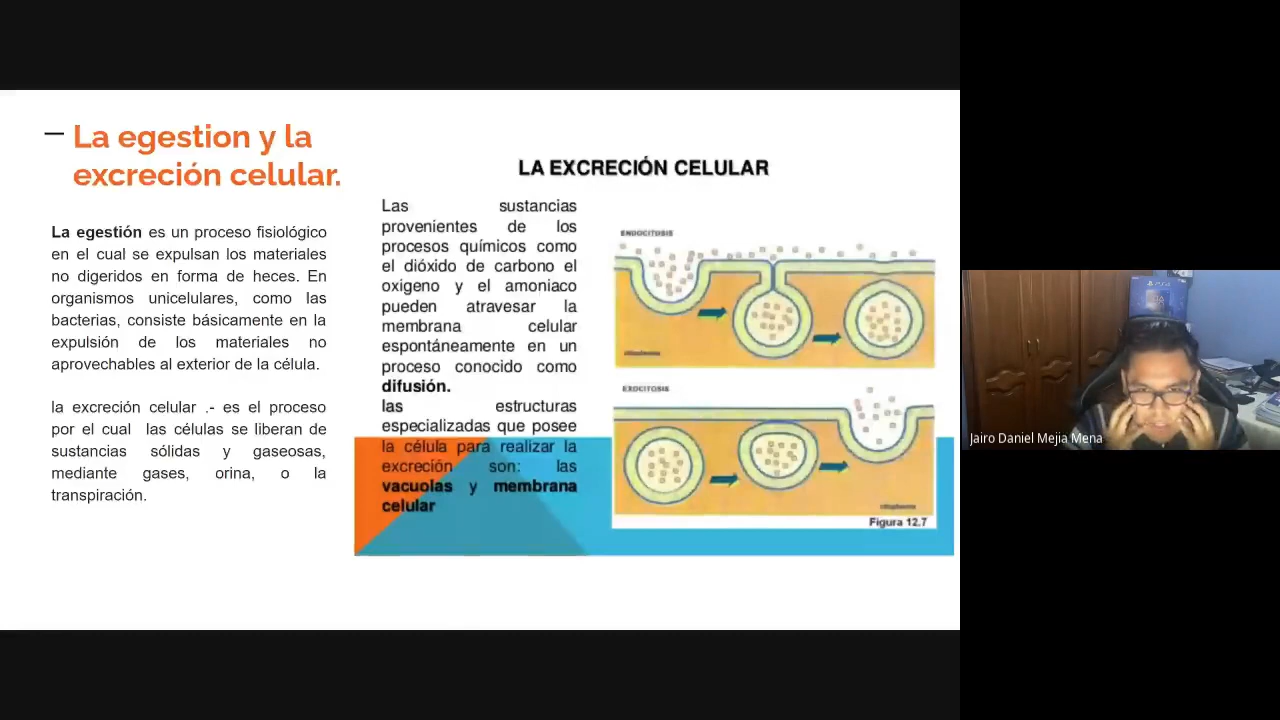 La egestion y la
excreción celular.
La egestión es un proceso fisiológico
en el cual se expulsan los materiales
no digeridos en forma de heces. En
organismos unicelulares, como las
bacterias, consiste básicamente en la
expulsión de los materiales no
aprovechables al exterior de la célula.
la excreción celular .- es el proceso
por el cual las células se liberan de
sustancias sólidas y gaseosas,
mediante gases, orina, o la
transpiración.
LA EXCRECIÓN CELULAR
Las sustancias
provenientes de los
procesos químicos como
el dióxido de carbono el
oxigeno y el amoniaco
pueden atravesar la
membrana celular
espontáneamente en un
proceso conocido como
difusión.
las estructuras
especializadas que posee
la célula para realizar la
excreción son: las
vacuolas y membrana
celular
ENDOCITOSIS
citoplasma
EXOCITOSIS
citoplasma
Figura 12.7
Jairo Daniel Mejia Mena